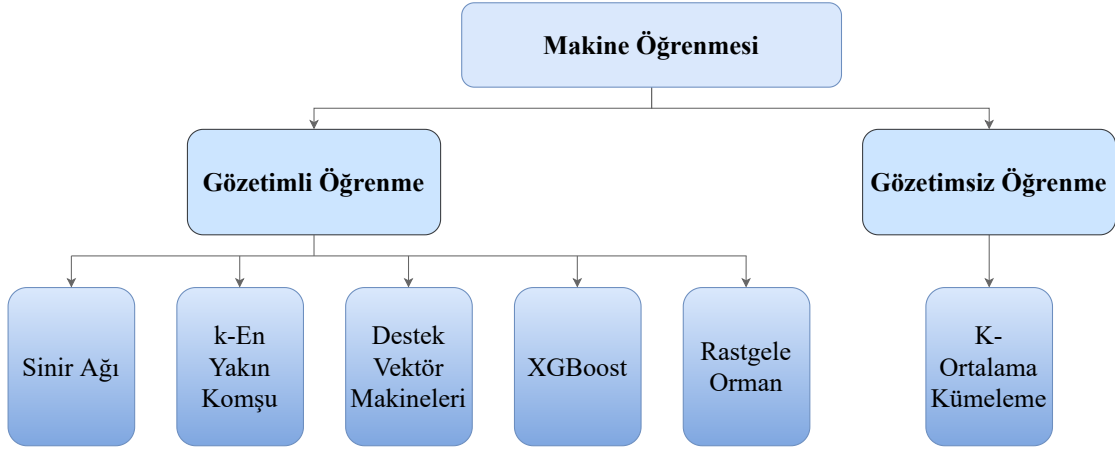 Makine Öğrenmesi
Gözetimli Öğrenme
Gözetimsiz Öğrenme
Sinir Ağı
k-En
Yakın
Komşu
Destek
Vektör
Makineleri
XGBoost
Rastgele
Orman
K-
Ortalama
Kümeleme